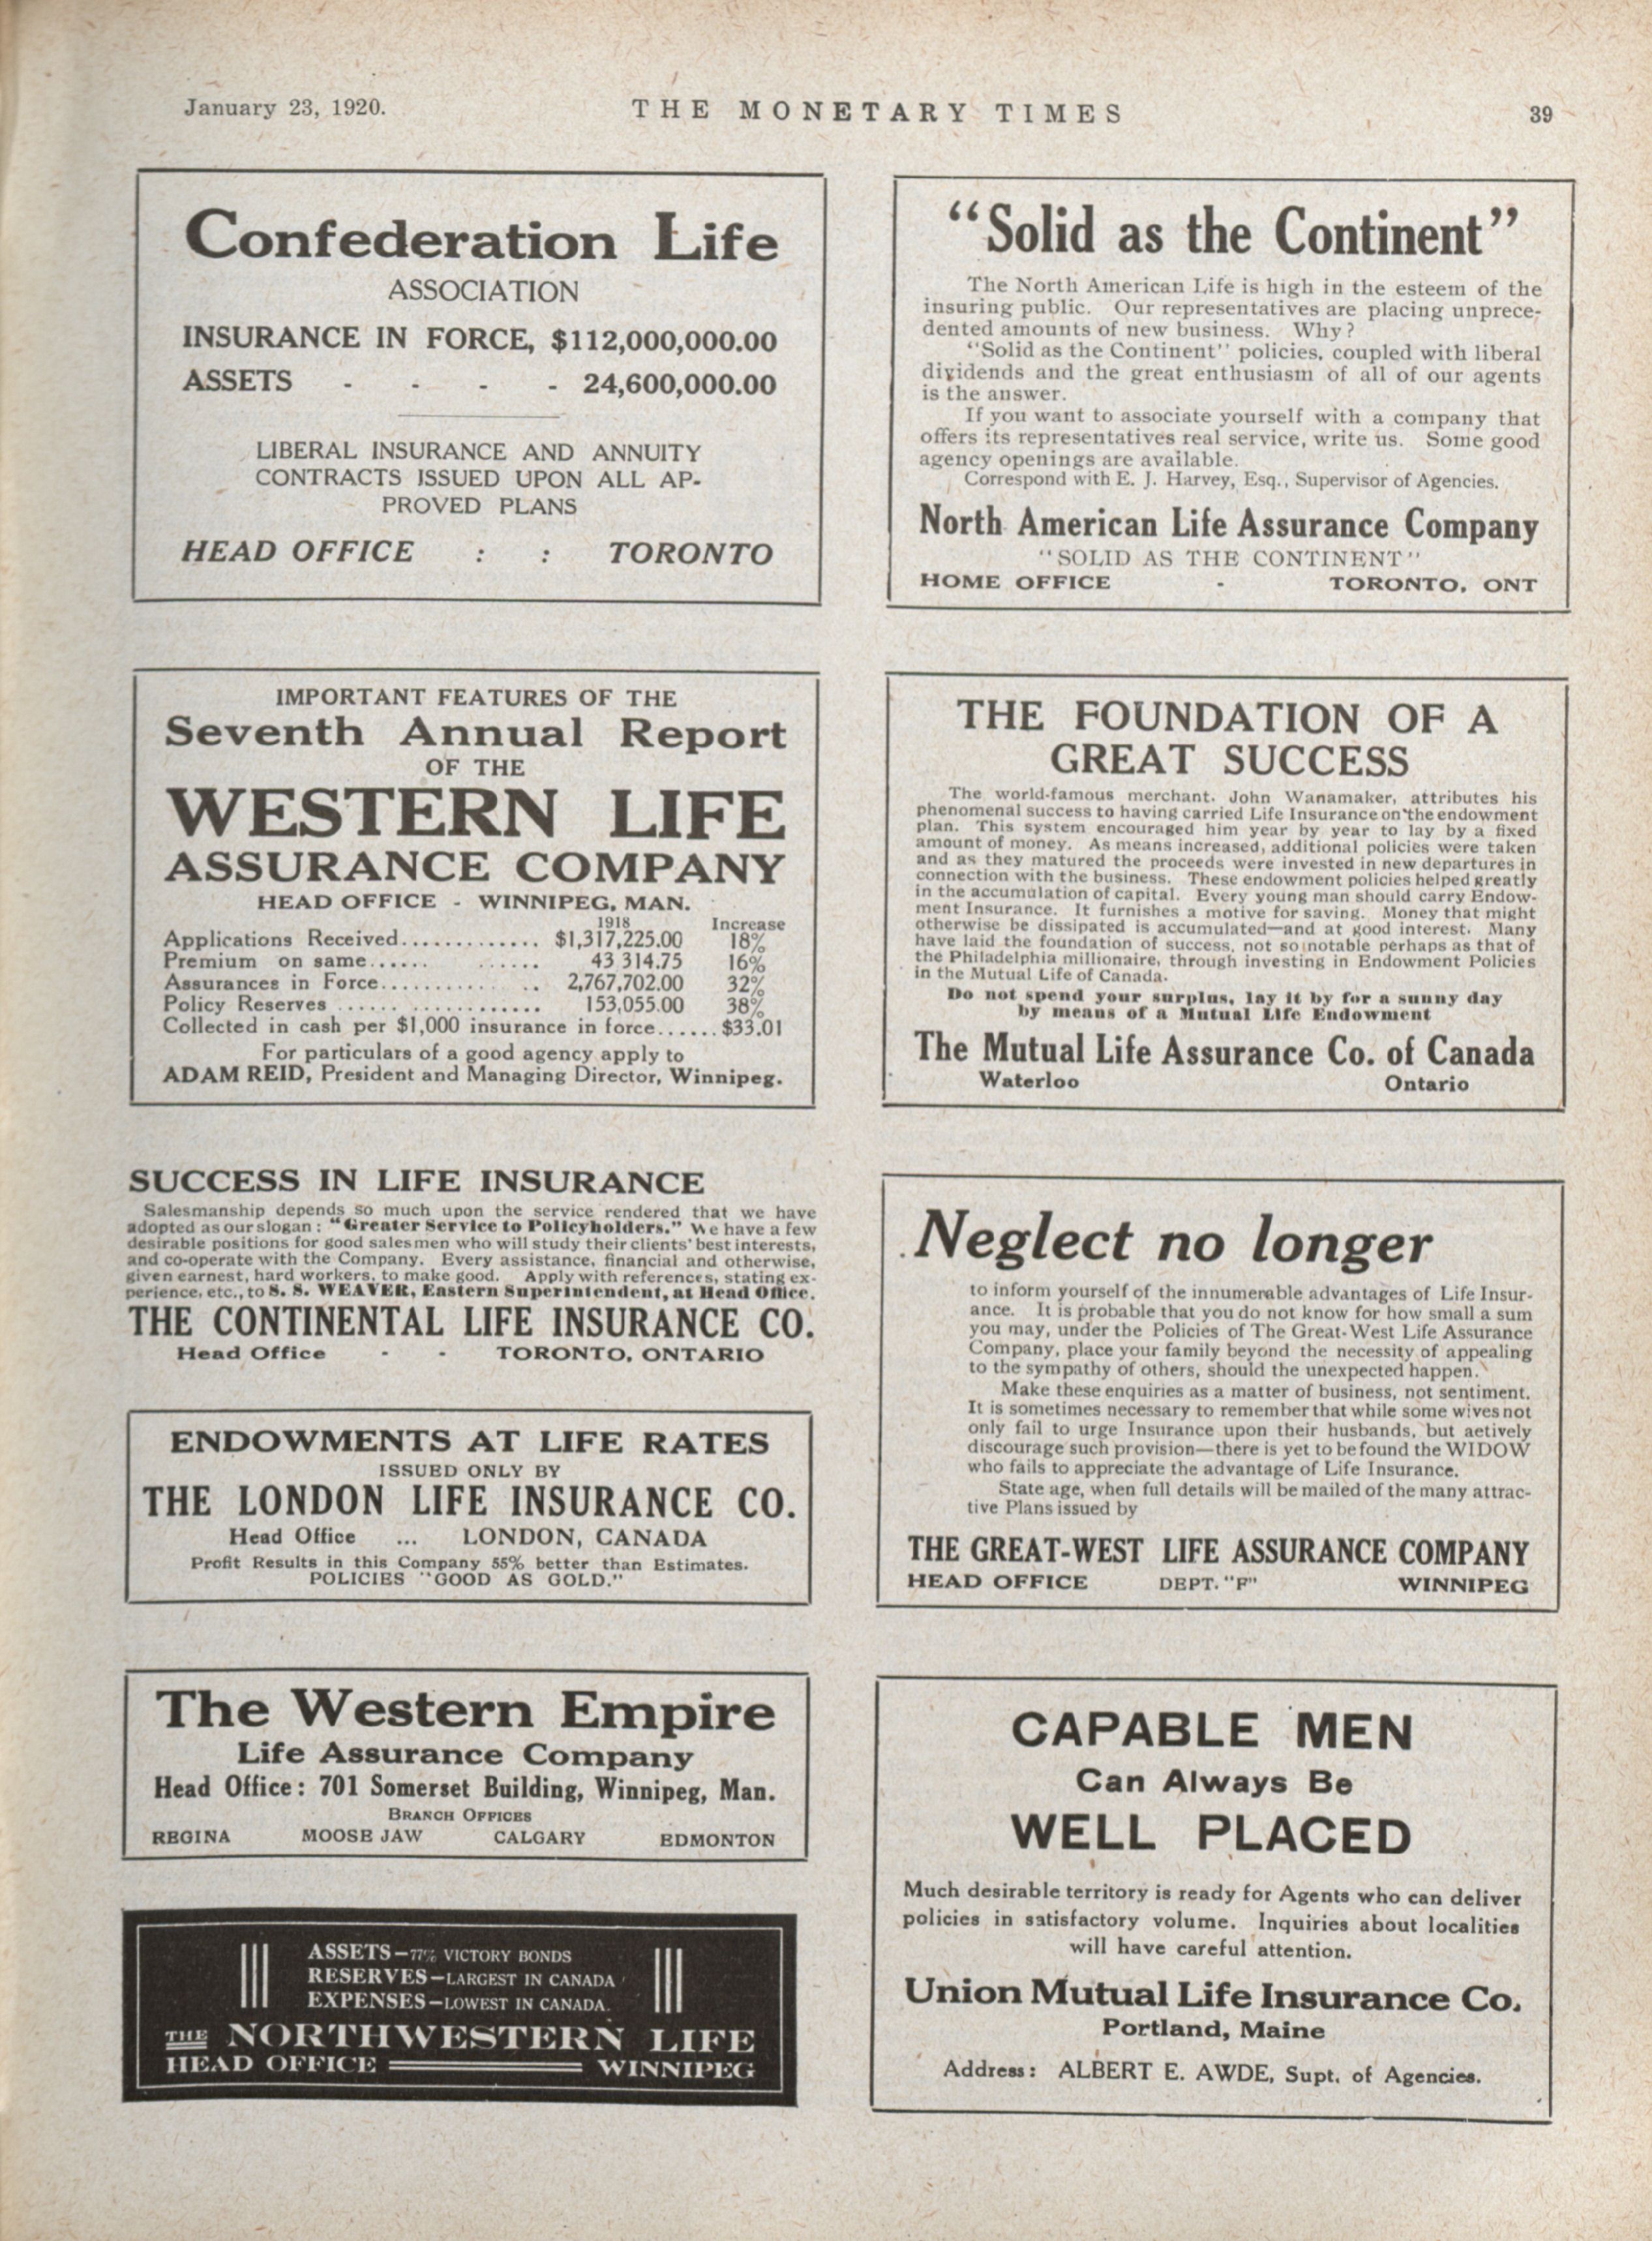 January 23, 1920.
THE MONETARY TIMES
39
Confederation Life
ASSOCIATION
INSURANCE IN FORCE, $112,000,000.00
ASSETS - - - - 24,600,000.00
LIBERAL INSURANCE AND ANNUITY
CONTRACTS ISSUED UPON ALL AP-
PROVED PLANS
HEAD OFFICE : : TORONTO
IMPORTANT FEATURES OF THE
Seventh Annual Report
OF THE
WESTERN LIFE
ASSURANCE COMPANY
HEAD OFFICE - WINNIPEG, MAN.
1918 Increase
Applications Received............. $1,317,225.00 18%
Premium on same...... ...... 43 314.75 16%
Assurances in Force........... .. 2,767,702.00 32%
Policy Reserves ...... ............ 153,055.00 38%
Collected in cash per $1,000 insurance in force......$33.01
For particulars of a good agency apply to
ADAM REID, President and Managing Director, Winnipeg.
SUCCESS IN LIFE INSURANCE
Salesmanship depends so much upon the service rendered that we have
adopted as our slogan: "Greater Service to Policyholders." We have a few
desirable positions for good salesmen who will study their clients' best interests,
and co-operate with the Company. Every assistance, financial and otherwise,
given earnest, hard workers, to make good. Apply with references, stating ex-
perience, etc., to S. S. WEAVER, Eastern Superintendent, at Head Office.
THE CONTINENTAL LIFE INSURANCE CO.
Head Office - - TORONTO, ONTARIO
ENDOWMENTS AT LIFE RATES
ISSUED ONLY BY
THE LONDON LIFE INSURANCE CO.
Head Office ... LONDON, CANADA
Profit Results in this Company 55% better than Estimates.
POLICIES "GOOD AS GOLD."
The Western Empire
Life Assurance Company
Head Office: 701 Somerset Building, Winnipeg, Man.
BRANCH OFFICES
REGINA MOOSE JAW CALGARY EDMONTON
ASSETS—77% VICTORY BONDS
RESERVES—LARGEST IN CANADA
EXPENSES—LOWEST IN CANADA.
THE NORTHWESTERN LIFE
HEAD OFFICE WINNIPEG
"Solid as the Continent"
The North American Life is high in the esteem of the
insuring public. Our representatives are placing unprece-
dented amounts of new business. Why?
"Solid as the Continent" policies, coupled with liberal
dividends and the great enthusiasm of all of our agents
is the answer.
If you want to associate yourself with a company that
offers its representatives real service, write us. Some good
agency openings are available.
Correspond with E. J. Harvey, Esq., Supervisor of Agencies.
North American Life Assurance Company
"SOLID AS THE CONTINENT"
HOME OFFICE - TORONTO, ONT
THE FOUNDATION OF A
GREAT SUCCESS
The world-famous merchant, John Wanamaker, attributes his
phenomenal success to having carried Life Insurance on the endowment
plan. This system encouraged him year by year to lay by a fixed
amount of money. As means increased, additional policies were taken
and as they matured the proceeds were invested in new departures in
connection with the business. These endowment policies helped greatly
in the accumulation of capital. Every young man should carry Endow-
ment Insurance. It furnishes a motive for saving. Money that might
otherwise be dissipated is accumulated—and at good interest. Many
have laid the foundation of success, not so notable perhaps as that of
the Philadelphia millionaire, through investing in Endowment Policies
in the Mutual Life of Canada.
Do not spend your surplus, lay it by for a sunny day
by means of a Mutual Life Endowment
The Mutual Life Assurance Co. of Canada
Waterloo Ontario
Neglect no longer
to inform yourself of the innumerable advantages of Life Insur-
ance. It is probable that you do not know for how small a sum
you may, under the Policies of The Great-West Life Assurance
Company, place your family beyond the necessity of appealing
to the sympathy of others, should the unexpected happen.
Make these enquiries as a matter of business, not sentiment.
It is sometimes necessary to remember that while some wives not
only fail to urge Insurance upon their husbands, but actively
discourage such provision—there is yet to be found the WIDOW
who fails to appreciate the advantage of Life Insurance.
State age, when full details will be mailed of the many attrac-
tive Plans issued by
THE GREAT-WEST LIFE ASSURANCE COMPANY
HEAD OFFICE DEPT. "F" WINNIPEG
CAPABLE MEN
Can Always Be
WELL PLACED
Much desirable territory is ready for Agents who can deliver
policies in satisfactory volume. Inquiries about localities
will have careful attention.
Union Mutual Life Insurance Co.
Portland, Maine
Address: ALBERT E. AWDE, Supt. of Agencies.